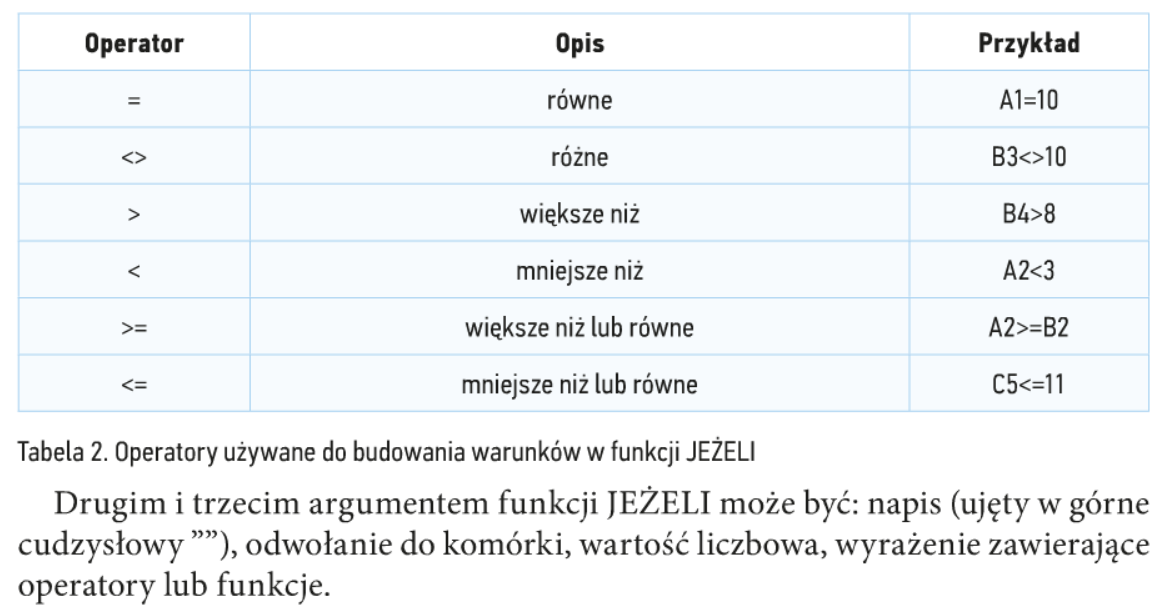 Operator Opis Przykład
= równe A1=10
<> różne B3<>10
> większe niż B4>8
< mniejsze niż A2<3
>= większe niż lub równe A2>=B2
<= mniejsze niż lub równe C5<=11
Tabela 2. Operatory używane do budowania warunków w funkcji JEŻELI
Drugim i trzecim argumentem funkcji JEŻELI może być: napis (ujęty w górne
cudzysłowy ””), odwołanie do komórki, wartość liczbowa, wyrażenie zawierające
operatory lub funkcje.